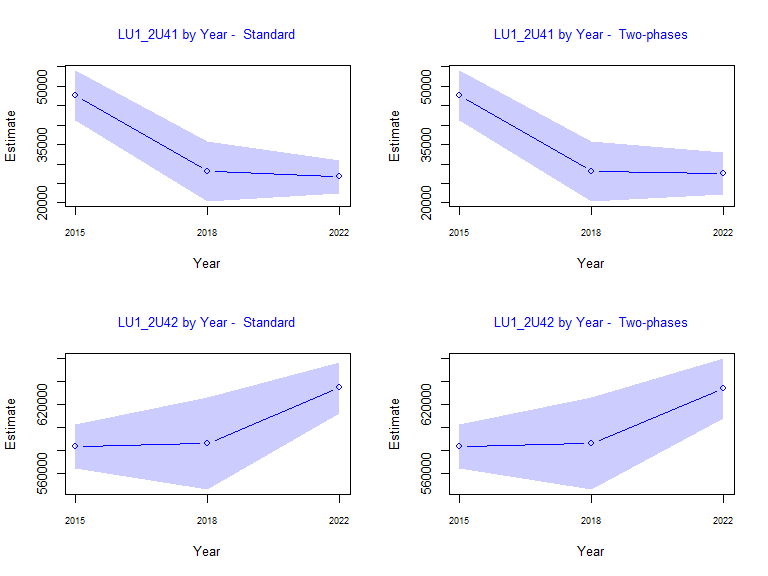 LU1_2U41 by Year -  Standard
Estimate
50000
35000
20000
2015
2018
2022
Year
LU1_2U41 by Year -  Two-phases
Estimate
50000
35000
20000
2015
2018
2022
Year
LU1_2U42 by Year -  Standard
Estimate
620000
560000
2015
2018
2022
Year
LU1_2U42 by Year -  Two-phases
Estimate
620000
560000
2015
2018
2022
Year